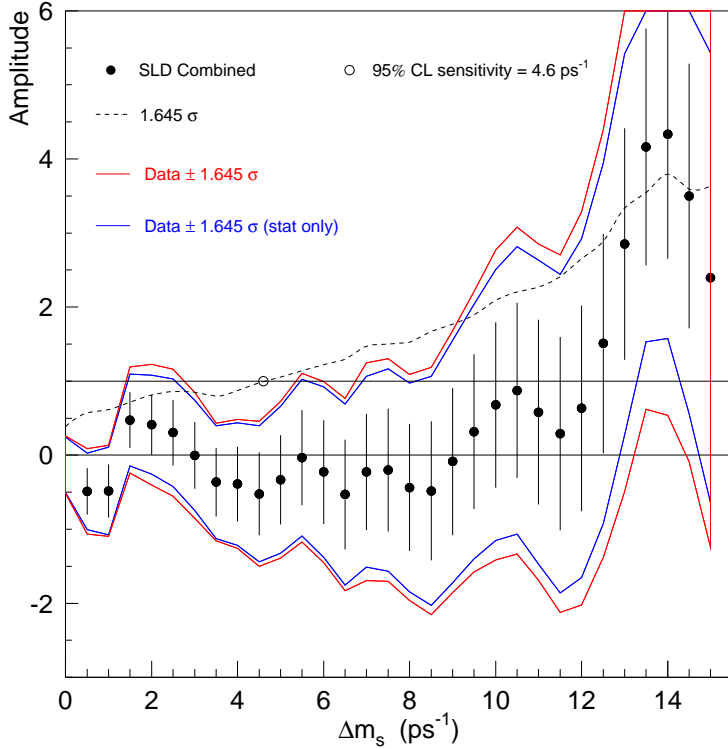 Amplitude
6
4
2
0
-2
SLD Combined
95% CL sensitivity = 4.6 ps⁻¹
1.645 σ
Data ± 1.645 σ
Data ± 1.645 σ (stat only)
0 2 4 6 8 10 12 14
Δmₛ (ps⁻¹)